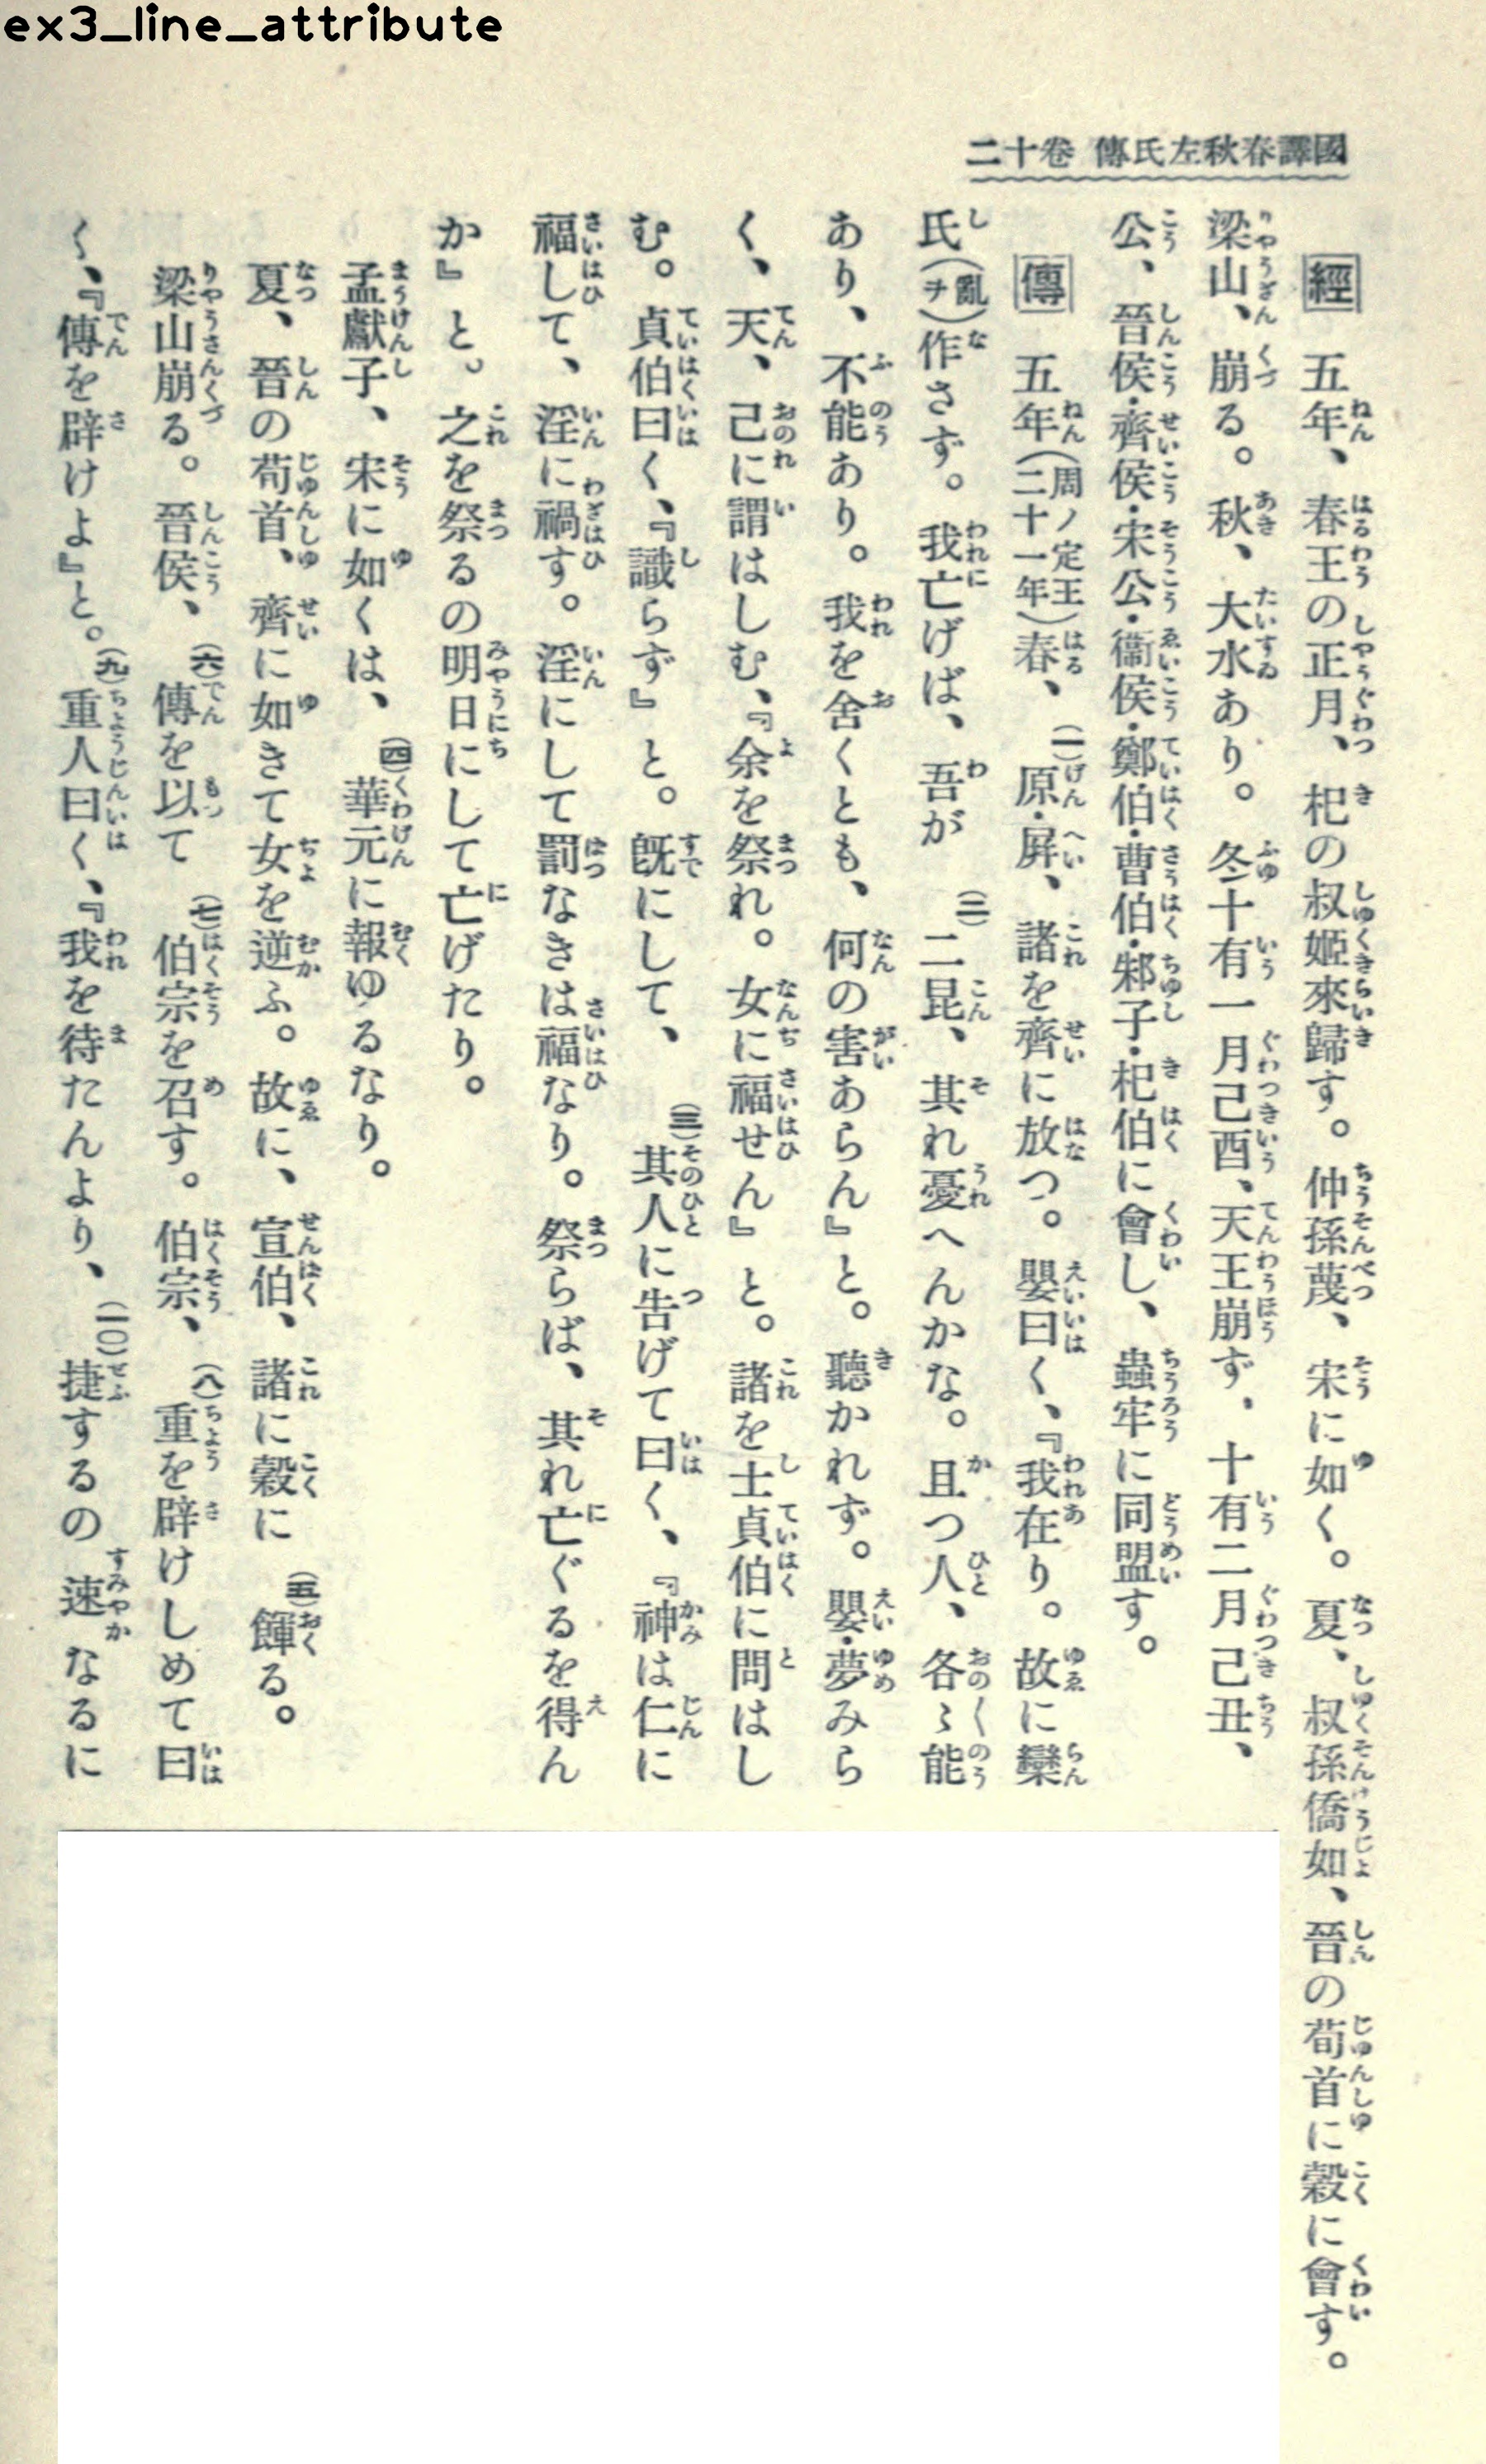 ex3_line_attribute
國譯春秋左氏傳 卷十二
經 五年、春王の正月、杞の叔姬來歸す。仲孫蔑、宋に如く。夏、叔孫僑如、晉の荀首に穀に會す。
梁山、崩る。秋、大水あり。冬十有一月己酉、天王崩ず。十有二月己丑、
公、晉侯・齊侯・宋公・衞侯・鄭伯・曹伯・邾子・杞伯に會し、蟲牢に同盟す。
傳 五年(周ノ定王二十一年)春、(一)原・屛、諸を齊に放つ。嬰曰く、『我在り。故に欒
氏(亂ヲ)作さず。我亡げば、吾が(二)二昆、其れ憂へんかな。且つ人、各〻能
あり、不能あり。我を舍くとも、何の害あらん』と。聽かれず。嬰・夢みら
く、天、己に謂はしむ、『余を祭れ。女に福せん』と。諸を士貞伯に問はし
む。貞伯曰く、『識らず』と。既にして、(三)其人に告げて曰く、『神は仁に
福して、淫に禍す。淫にして罰なきは福なり。祭らば、其れ亡ぐるを得ん
か』と。之を祭るの明日にして亡げたり。
孟獻子、宋に如くは、(四)華元に報ゆるなり。
夏、晉の荀首、齊に如きて女を逆ふ。故に、宣伯、諸に穀に(五)餫る。
梁山崩る。晉侯、(六)傳を以て(七)伯宗を召す。伯宗、(八)重を辟けしめて曰
く、『傳を辟けよ』と。(九)重人曰く、『我を待たんより、(一〇)捷するの速なるに